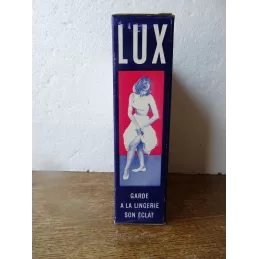 LUX
GARDE
A LA LINGERIE
SON ECLAT